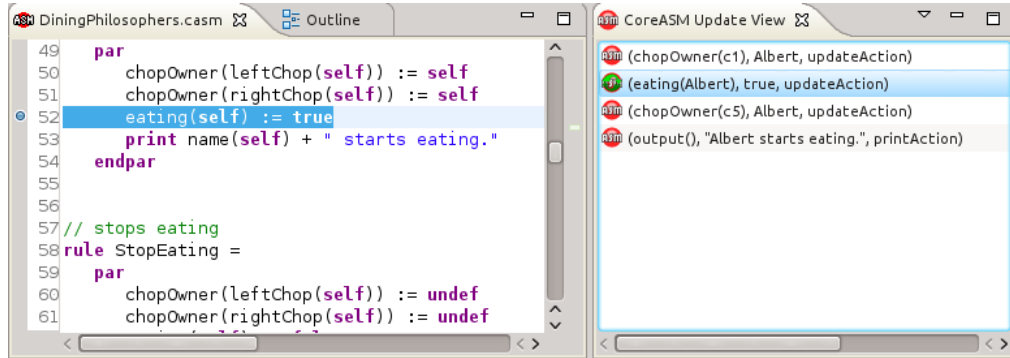 DiningPhilosophers.casm Outline
49 par
50 chopOwner(leftChop(self)) := self
51 chopOwner(rightChop(self)) := self
52 eating(self) := true
53 print name(self) + " starts eating."
54 endpar
55
56
57 // stops eating
58 rule StopEating =
59 par
60 chopOwner(leftChop(self)) := undef
61 chopOwner(rightChop(self)) := undef
CoreASM Update View
(chopOwner(c1), Albert, updateAction)
(eating(Albert), true, updateAction)
(chopOwner(c5), Albert, updateAction)
(output(), "Albert starts eating.", printAction)